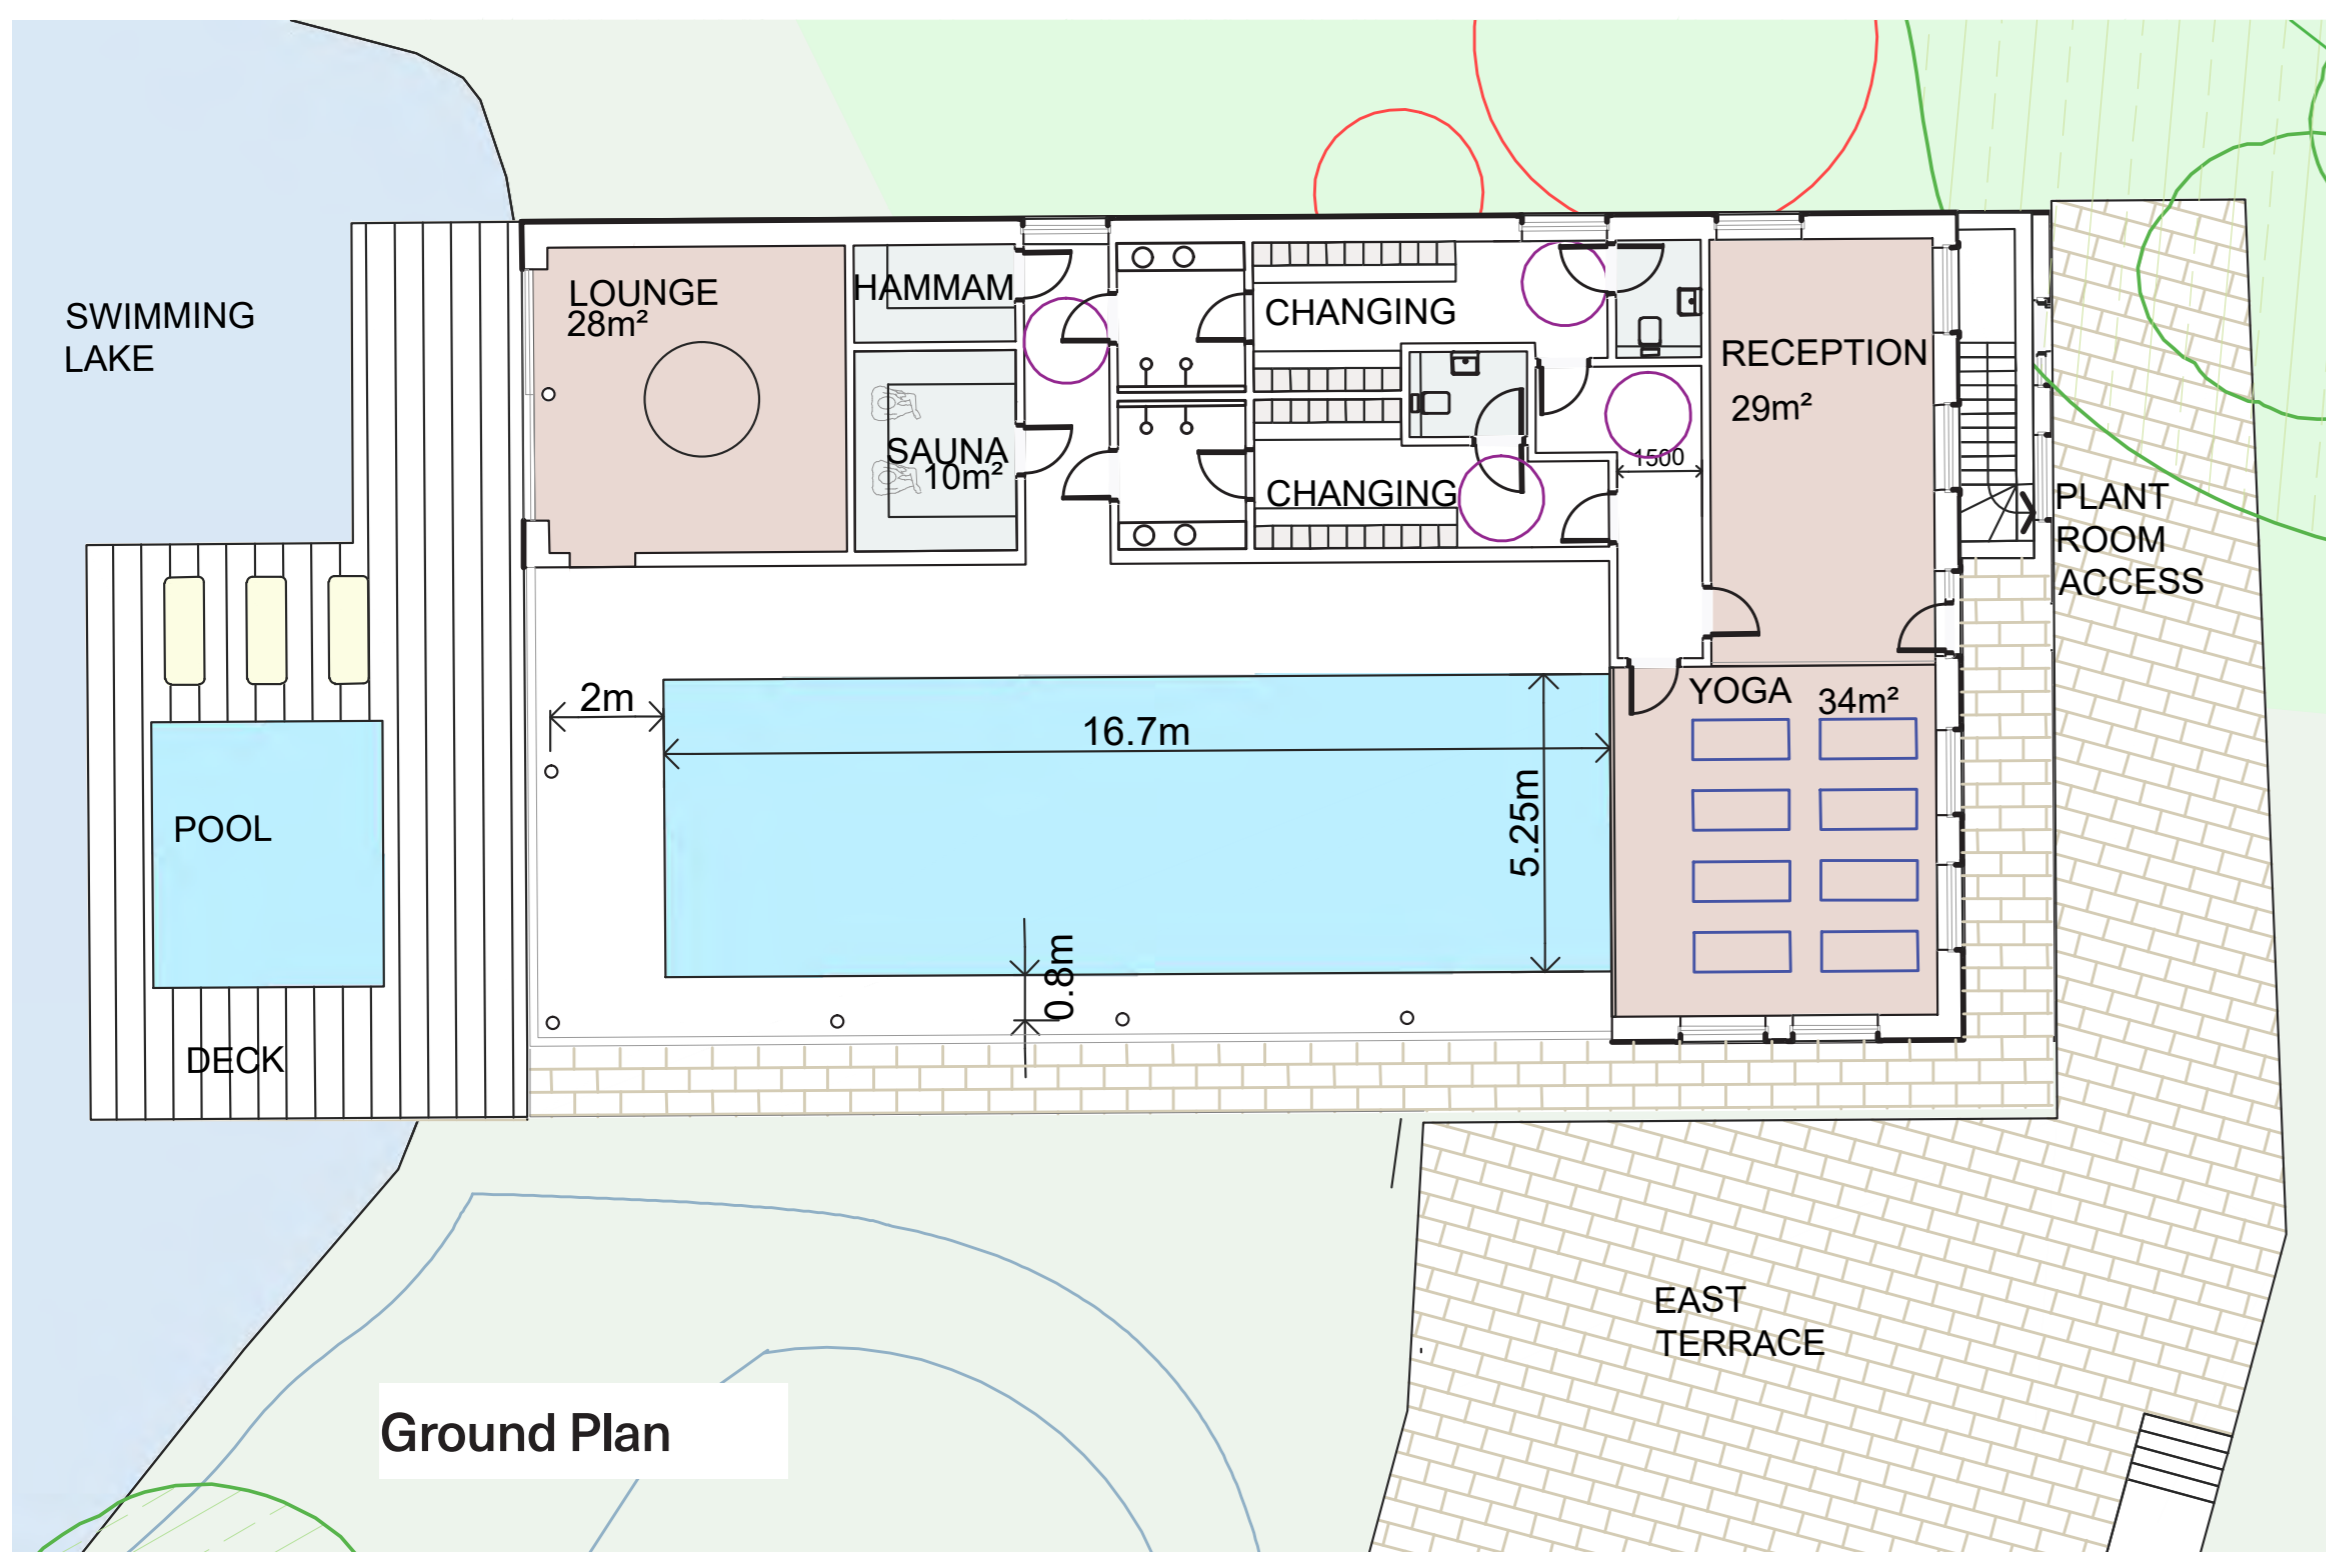 SWIMMING
LAKE
LOUNGE
28m²
HAMMAM
SAUNA
10m²
CHANGING
CHANGING
1500
RECEPTION
29m²
PLANT
ROOM
ACCESS
2m
16.7m
5.25m
0.8m
YOGA 34m²
POOL
DECK
EAST
TERRACE
Ground Plan